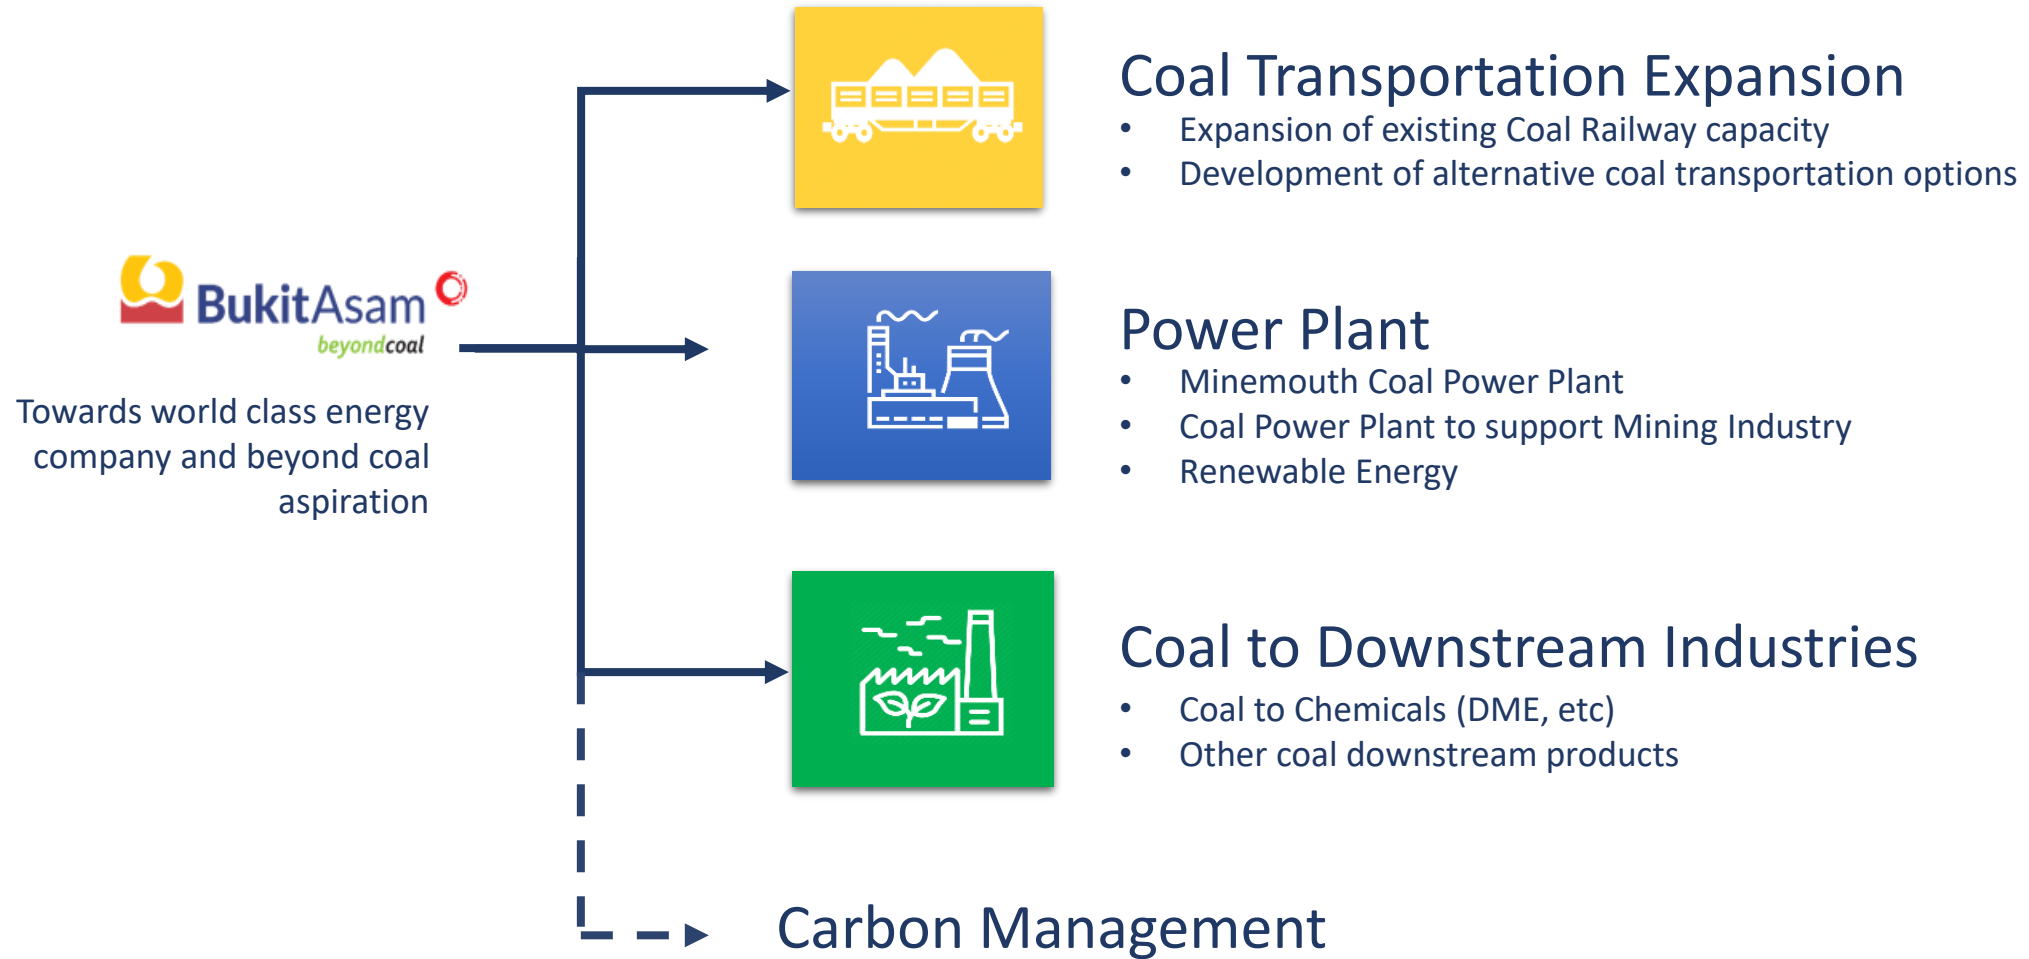 BukitAsam
beyondcoal
Towards world class energy
company and beyond coal
aspiration
Coal Transportation Expansion
• Expansion of existing Coal Railway capacity
• Development of alternative coal transportation options
Power Plant
• Minemouth Coal Power Plant
• Coal Power Plant to support Mining Industry
• Renewable Energy
Coal to Downstream Industries
• Coal to Chemicals (DME, etc)
• Other coal downstream products
Carbon Management